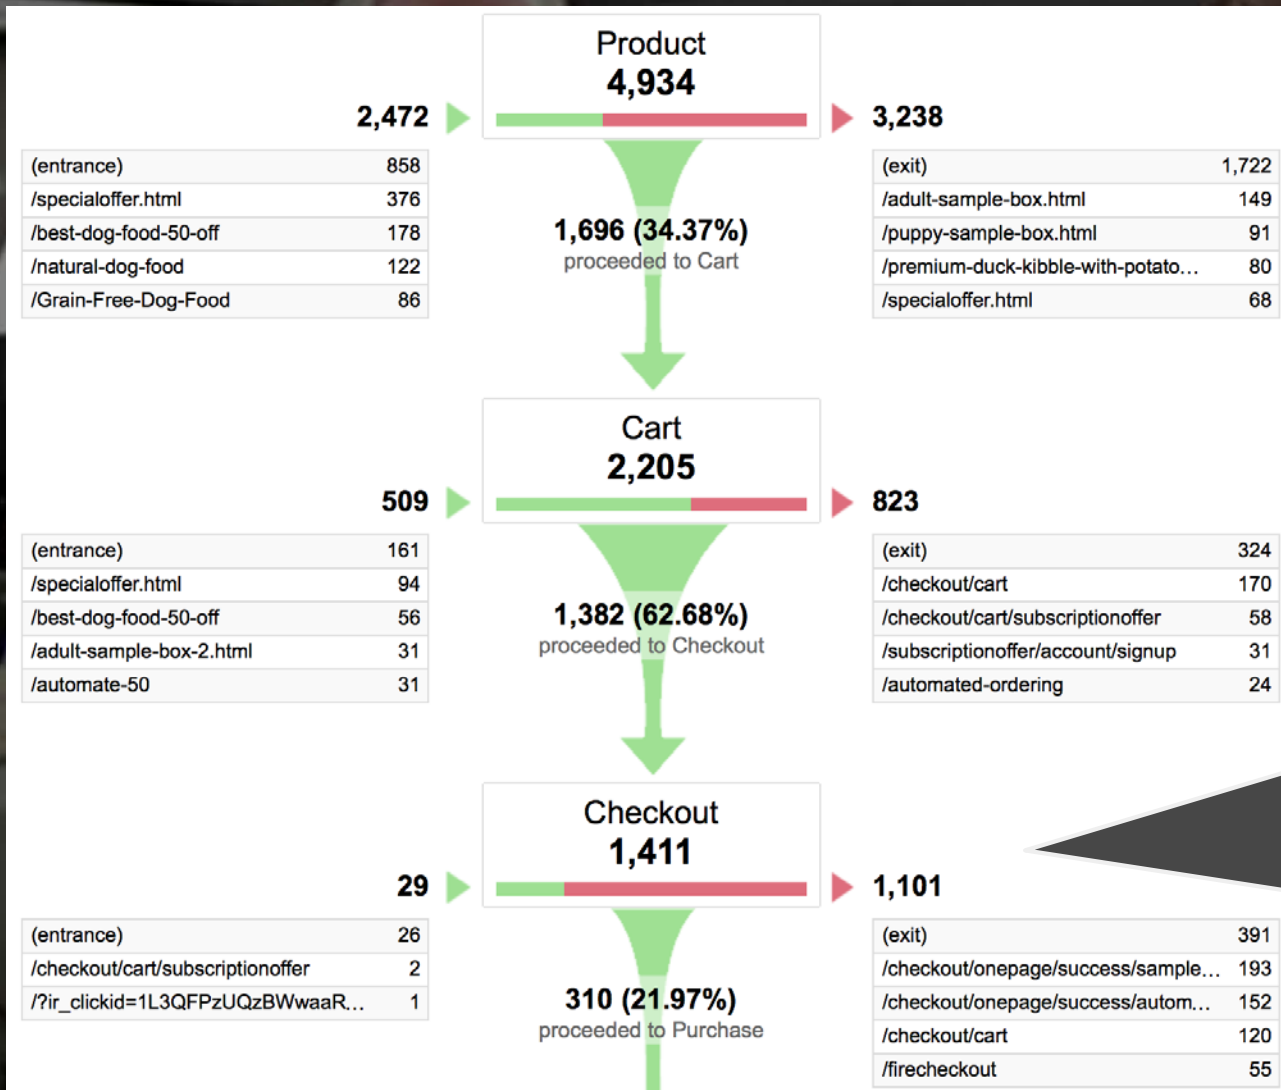 Product
4,934
2,472
3,238
(entrance) 858
/specialoffer.html 376
/best-dog-food-50-off 178
/natural-dog-food 122
/Grain-Free-Dog-Food 86
(exit) 1,722
/adult-sample-box.html 149
/puppy-sample-box.html 91
/premium-duck-kibble-with-potato... 80
/specialoffer.html 68
1,696 (34.37%)
proceeded to Cart
Cart
2,205
509
823
(entrance) 161
/specialoffer.html 94
/best-dog-food-50-off 56
/adult-sample-box-2.html 31
/automate-50 31
(exit) 324
/checkout/cart 170
/checkout/cart/subscriptionoffer 58
/subscriptionoffer/account/signup 31
/automated-ordering 24
1,382 (62.68%)
proceeded to Checkout
Checkout
1,411
29
1,101
(entrance) 26
/checkout/cart/subscriptionoffer 2
/?ir_clickid=1L3QFPzUQzBWwaaR... 1
(exit) 391
/checkout/onepage/success/sample... 193
/checkout/onepage/success/autom... 152
/checkout/cart 120
/firecheckout 55
310 (21.97%)
proceeded to Purchase